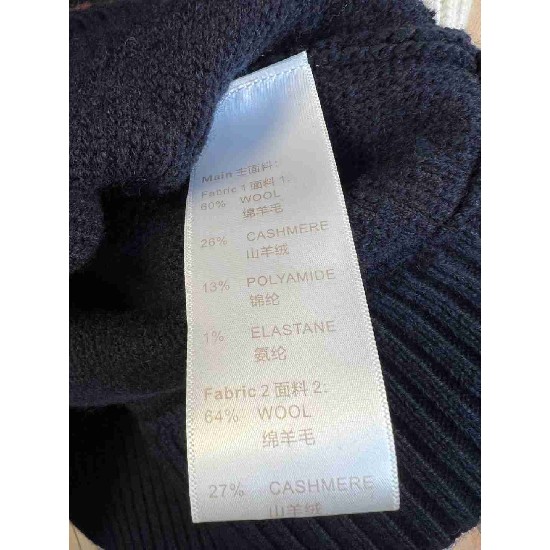 Main 主面料:
Fabric 1 面料 1:
60% WOOL
绵羊毛
26% CASHMERE
山羊绒
13% POLYAMIDE
锦纶
1% ELASTANE
氨纶
Fabric 2 面料 2:
64% WOOL
绵羊毛
27% CASHMERE
山羊绒